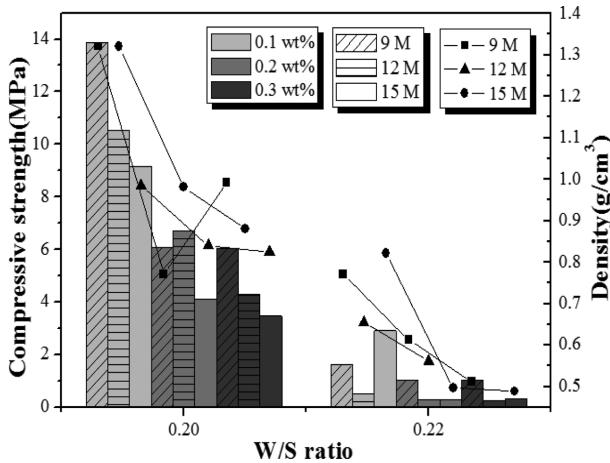 Compressive strength(MPa)
14
12
10
8
6
4
2
0
0.1 wt%
0.2 wt%
0.3 wt%
9 M
12 M
15 M
9 M
12 M
15 M
1.4
1.3
1.2
1.1
1.0
0.9
0.8
0.7
0.6
0.5
Density(g/cm³)
0.20
0.22
W/S ratio